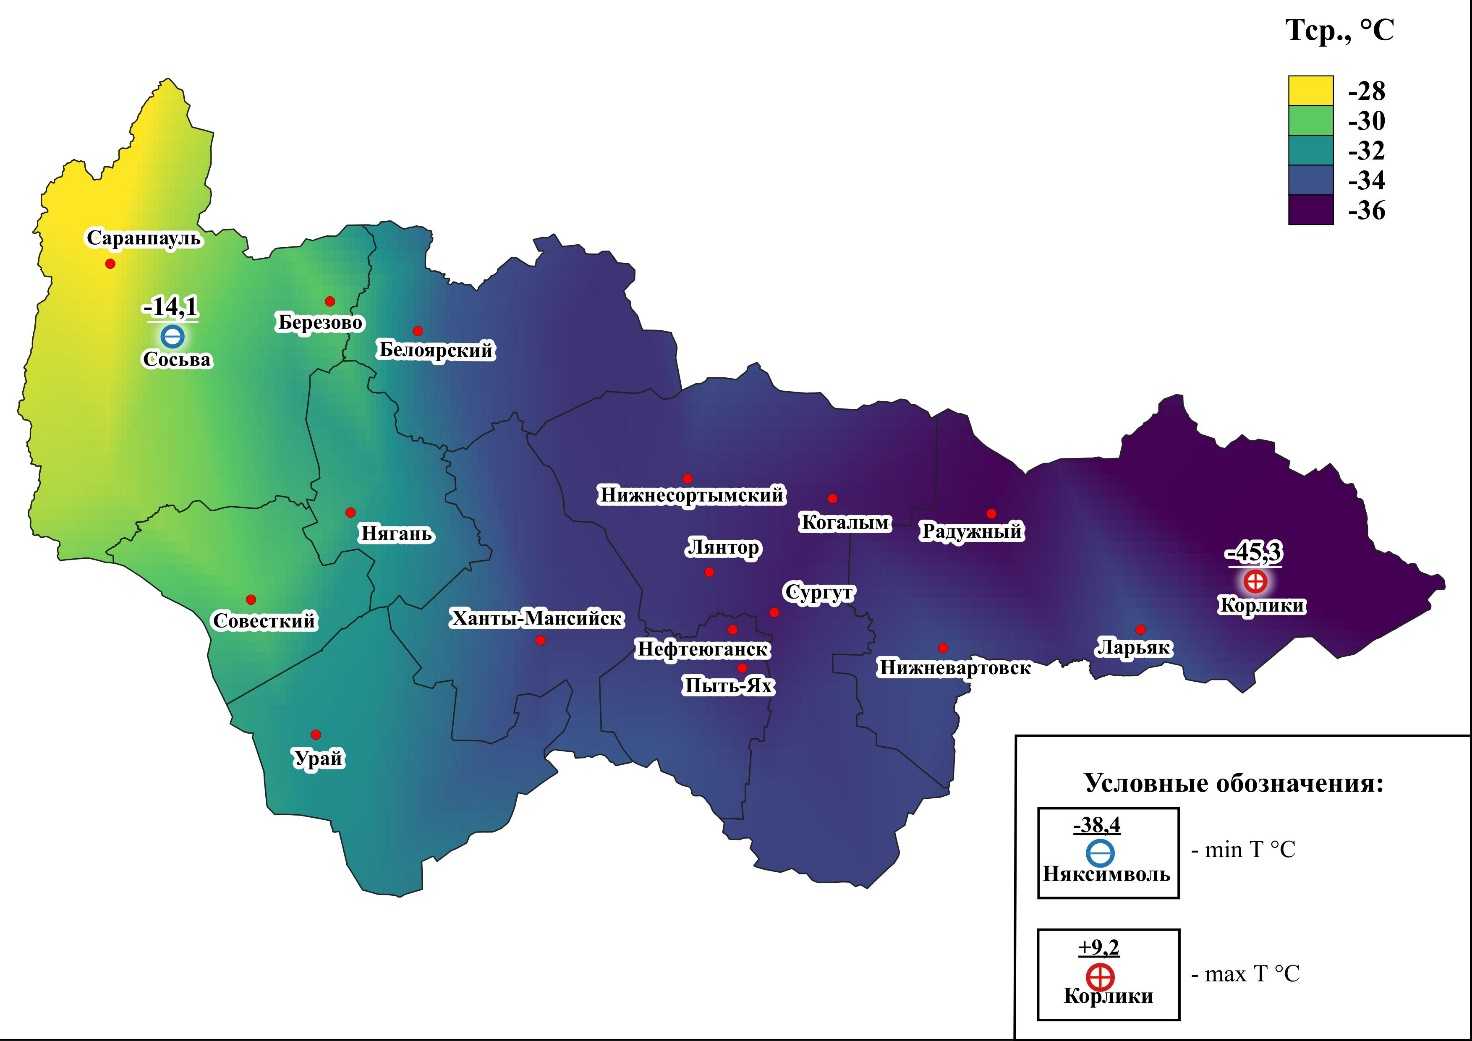 Тср., °C
-28
-30
-32
-34
-36
Саранпауль
-14,1
Сосьва
Березово
Белоярский
Нижнесортымский
Когалым
Радужный
Нягань
Лянтор
-45,3
Корлики
Сургут
Совесткий
Ханты-Мансийск
Нефтеюганск
Ларьяк
Нижневартовск
Пыть-Ях
Урай
Условные обозначения:
-38,4
Няксимволь
- min T °C
+9,2
Корлики
- max T °C